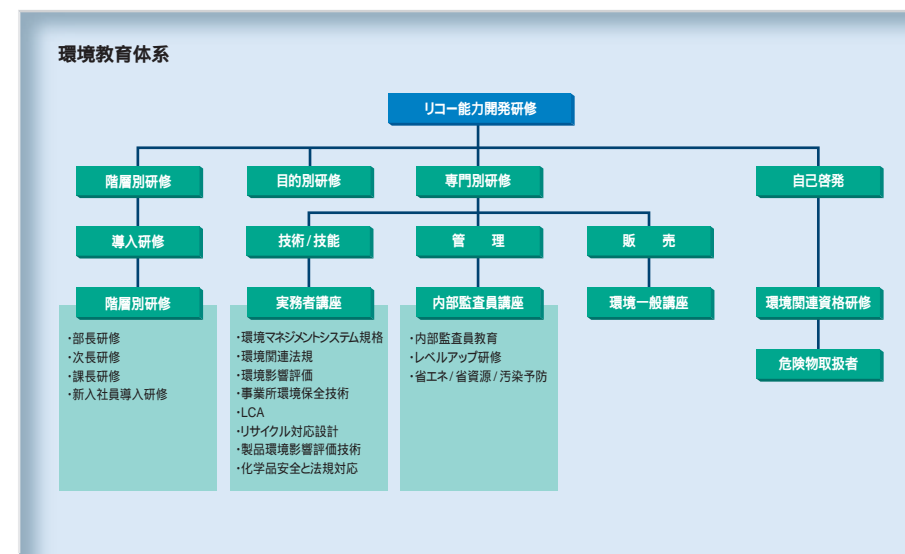 環境教育体系
リコー能力開発研修
階層別研修
目的別研修
専門別研修
自己啓発
導入研修
技術/技能
管　理
販　売
階層別研修
実務者講座
内部監査員講座
環境一般講座
環境関連資格研修
・部長研修
・次長研修
・課長研修
・新入社員導入研修
・環境マネジメントシステム規格
・環境関連法規
・環境影響評価
・事業所環境保全技術
・LCA
・リサイクル対応設計
・製品環境影響評価技術
・化学品安全と法規対応
・内部監査員教育
・レベルアップ研修
・省エネ/省資源/汚染予防
危険物取扱者